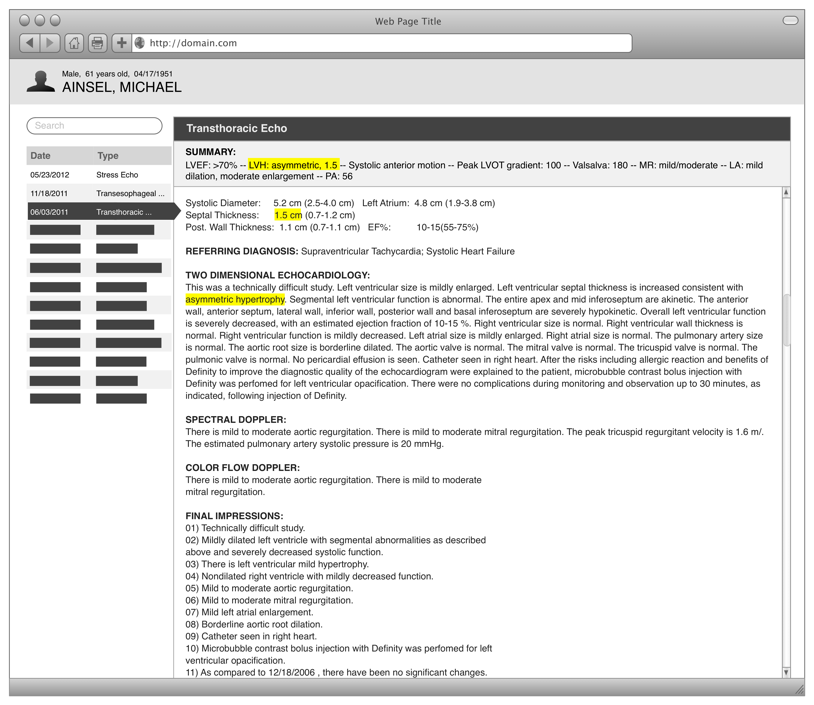 Web Page Title
http://domain.com
Male, 61 years old, 04/17/1951
AINSEL, MICHAEL
Search
Date Type
05/23/2012 Stress Echo
11/18/2011 Transesophageal ...
06/03/2011 Transthoracic ...
Transthoracic Echo
SUMMARY:
LVEF: >70% -- LVH: asymmetric, 1.5 -- Systolic anterior motion -- Peak LVOT gradient: 100 -- Valsalva: 180 -- MR: mild/moderate -- LA: mild
dilation, moderate enlargement -- PA: 56
Systolic Diameter: 5.2 cm (2.5-4.0 cm) Left Atrium: 4.8 cm (1.9-3.8 cm)
Septal Thickness: 1.5 cm (0.7-1.2 cm)
Post. Wall Thickness: 1.1 cm (0.7-1.1 cm) EF%: 10-15(55-75%)
REFERRING DIAGNOSIS: Supraventricular Tachycardia; Systolic Heart Failure
TWO DIMENSIONAL ECHOCARDIOLOGY:
This was a technically difficult study. Left ventricular size is mildly enlarged. Left ventricular septal thickness is increased consistent with
asymmetric hypertrophy. Segmental left ventricular function is abnormal. The entire apex and mid inferoseptum are akinetic. The anterior
wall, anterior septum, lateral wall, inferior wall, posterior wall and basal inferoseptum are severely hypokinetic. Overall left ventricular function
is severely decreased, with an estimated ejection fraction of 10-15 %. Right ventricular size is normal. Right ventricular wall thickness is
normal. Right ventricular function is mildly decreased. Left atrial size is mildly enlarged. Right atrial size is normal. The pulmonary artery size
is normal. The aortic root size is borderline dilated. The aortic valve is normal. The mitral valve is normal. The tricuspid valve is normal. The
pulmonic valve is normal. No pericardial effusion is seen. Catheter seen in right heart. After the risks including allergic reaction and benefits of
Definity to improve the diagnostic quality of the echocardiogram were explained to the patient, microbubble contrast bolus injection with
Definity was perfomed for left ventricular opacification. There were no complications during monitoring and observation up to 30 minutes, as
indicated, following injection of Definity.
SPECTRAL DOPPLER:
There is mild to moderate aortic regurgitation. There is mild to moderate mitral regurgitation. The peak tricuspid regurgitant velocity is 1.6 m/.
The estimated pulmonary artery systolic pressure is 20 mmHg.
COLOR FLOW DOPPLER:
There is mild to moderate aortic regurgitation. There is mild to moderate
mitral regurgitation.
FINAL IMPRESSIONS:
01) Technically difficult study.
02) Mildly dilated left ventricle with segmental abnormalities as described
above and severely decreased systolic function.
03) There is left ventricular mild hypertrophy.
04) Nondilated right ventricle with mildly decreased function.
05) Mild to moderate aortic regurgitation.
06) Mild to moderate mitral regurgitation.
07) Mild left atrial enlargement.
08) Borderline aortic root dilation.
09) Catheter seen in right heart.
10) Microbubble contrast bolus injection with Definity was perfomed for left
ventricular opacification.
11) As compared to 12/18/2006 , there have been no significant changes.